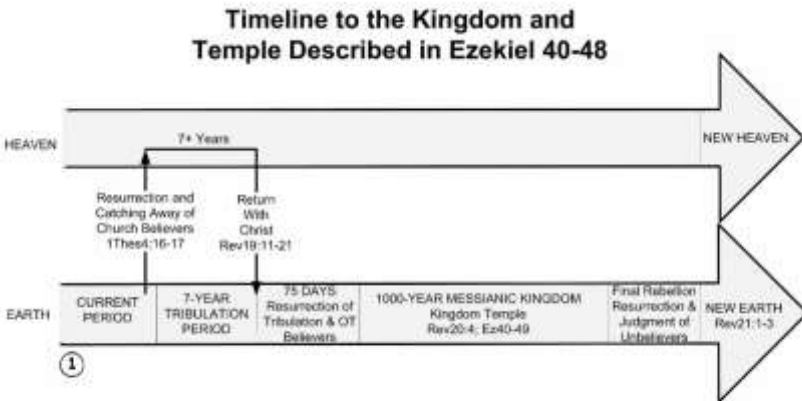 Timeline to the Kingdom and
Temple Described in Ezekiel 40-48
HEAVEN
7+ Years
NEW HEAVEN
Resurrection and
Catching Away of
Church Believers
1Thes4:16-17
Return
With
Christ
Rev19:11-21
EARTH
CURRENT
PERIOD
7-YEAR
TRIBULATION
PERIOD
75 DAYS
Resurrection of
Tribulation & OT
Believers
1000-YEAR MESSIANIC KINGDOM
Kingdom Temple
Rev20:4; Ez40-49
Final Rebellion
Resurrection &
Judgment of
Unbelievers
NEW EARTH
Rev21:1-3
1